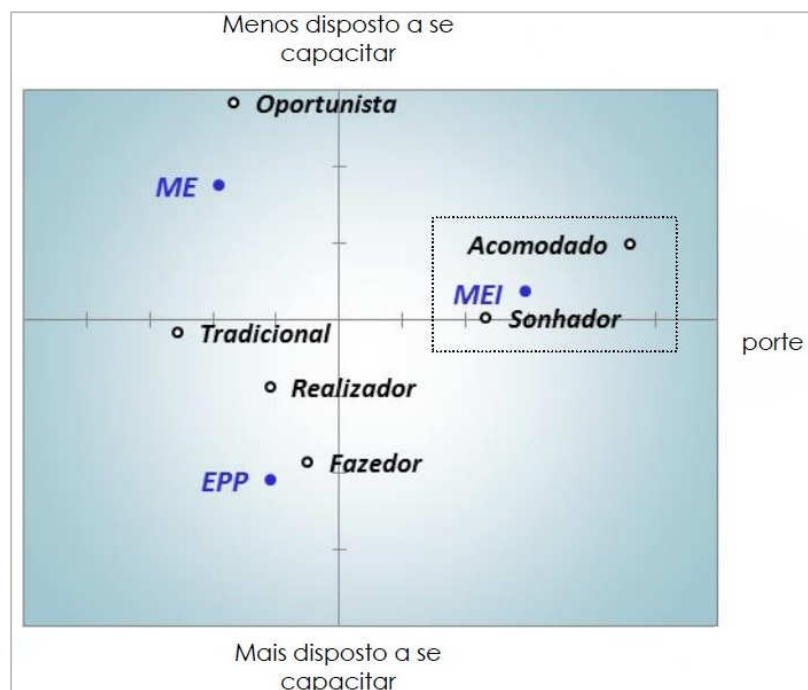 Menos disposto a se
capacitar
Oportunista
ME
Acomodado
MEI
Sonhador
Tradicional
porte
Realizador
Fazedor
EPP
Mais disposto a se
capacitar